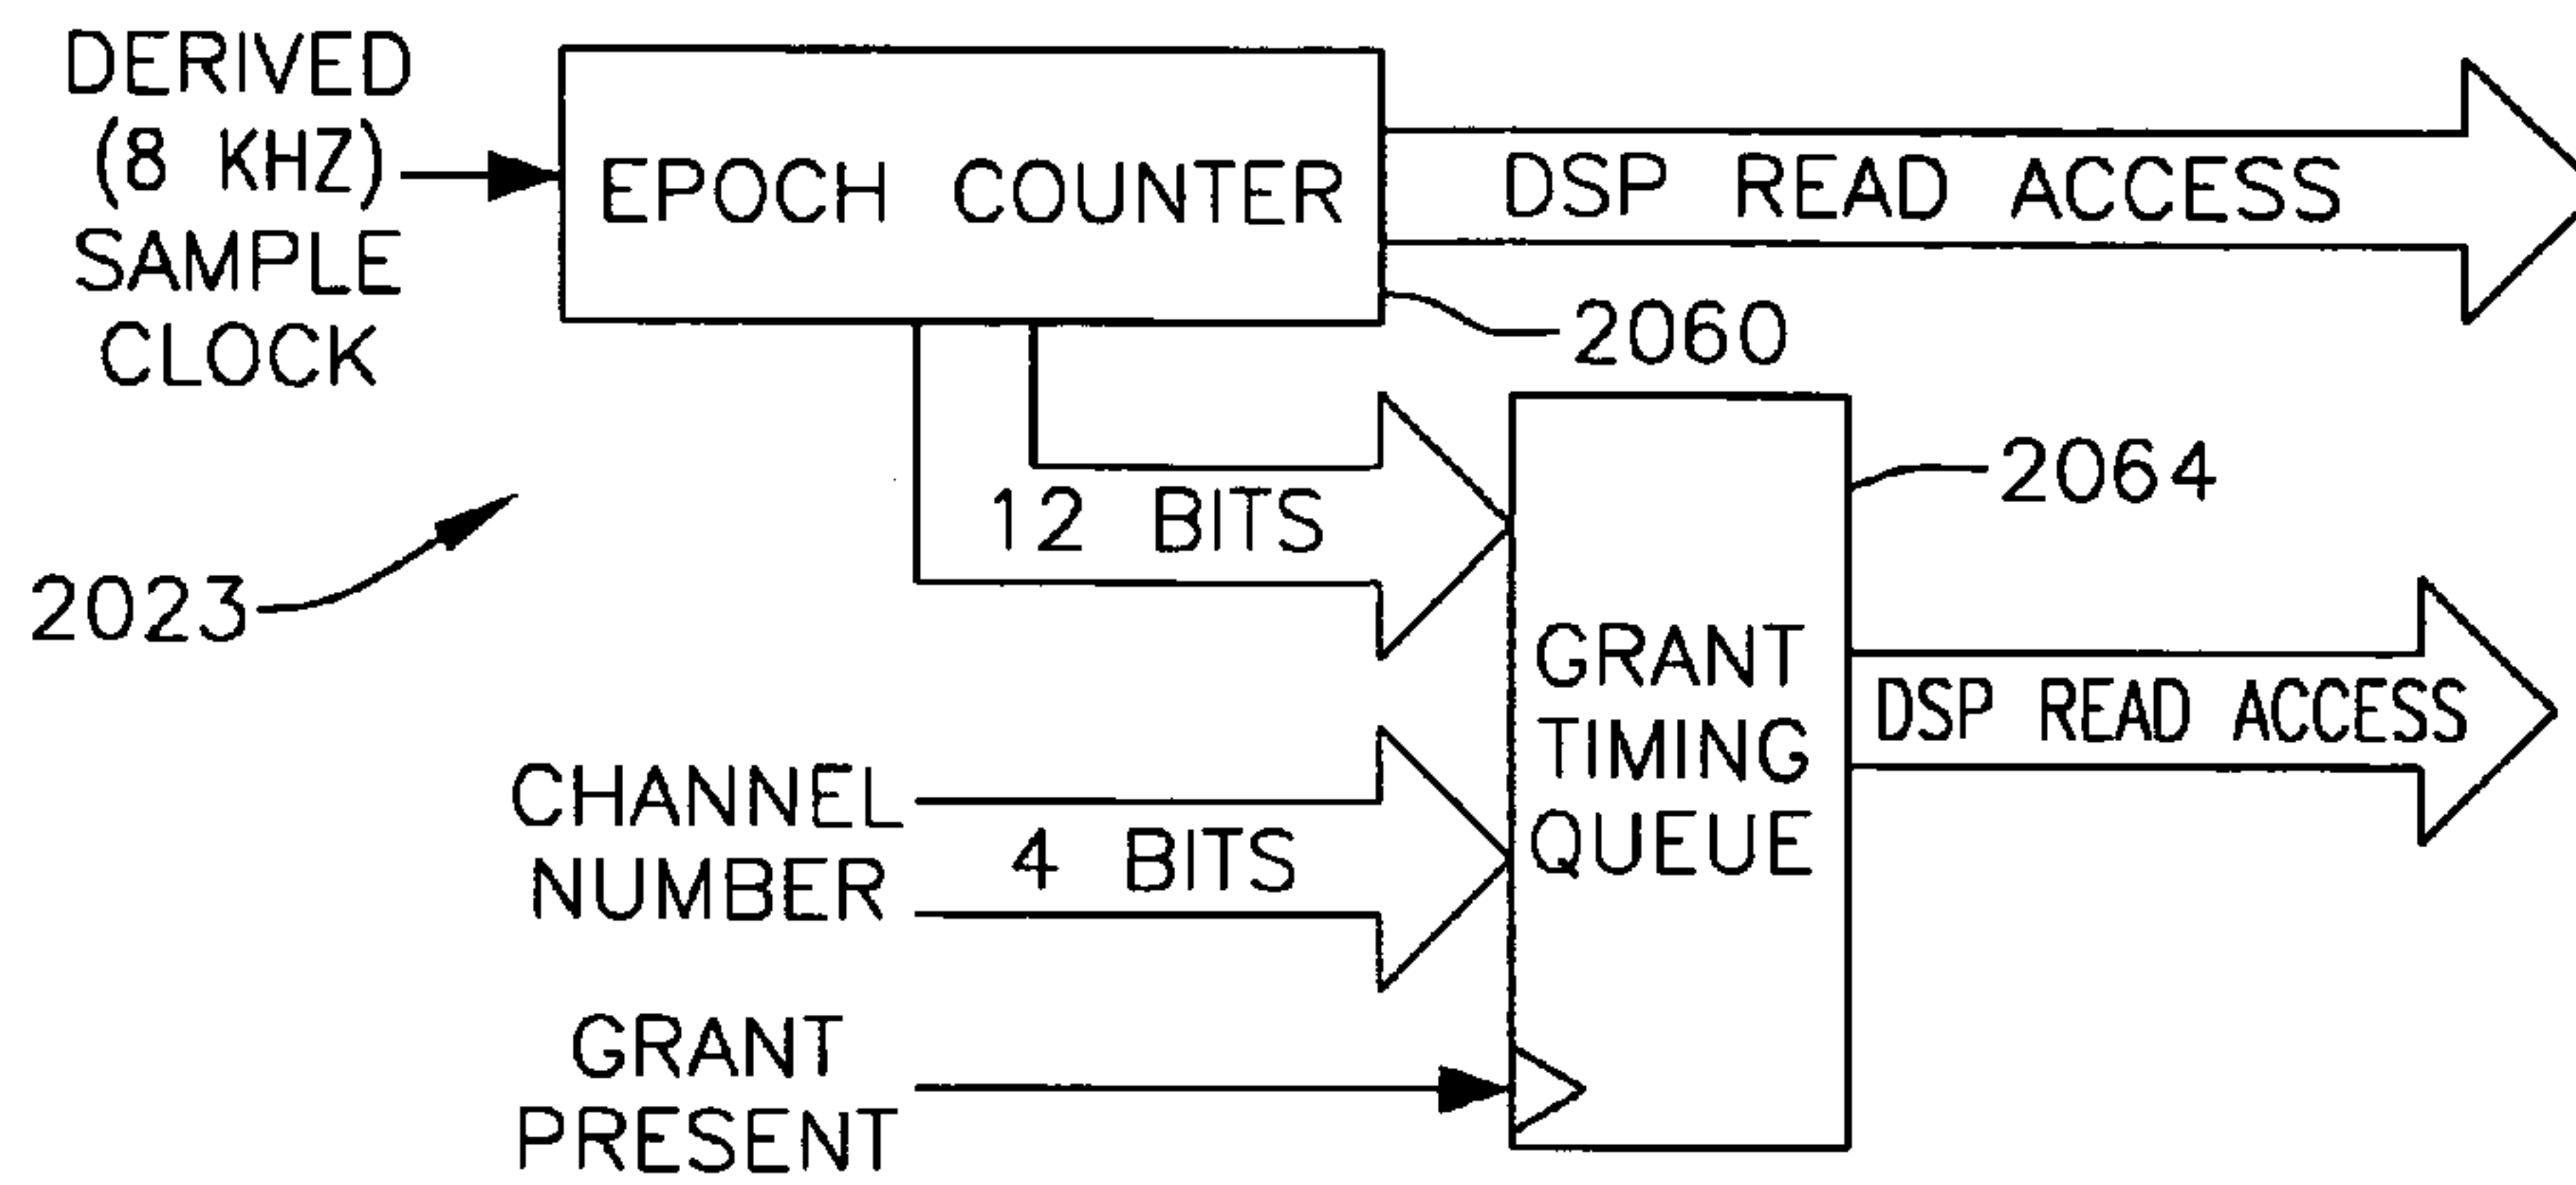 DERIVED
(8 KHZ)
SAMPLE
CLOCK
EPOCH COUNTER
DSP READ ACCESS
2060
2064
12 BITS
2023
GRANT
TIMING
QUEUE
DSP READ ACCESS
CHANNEL
NUMBER
4 BITS
GRANT
PRESENT